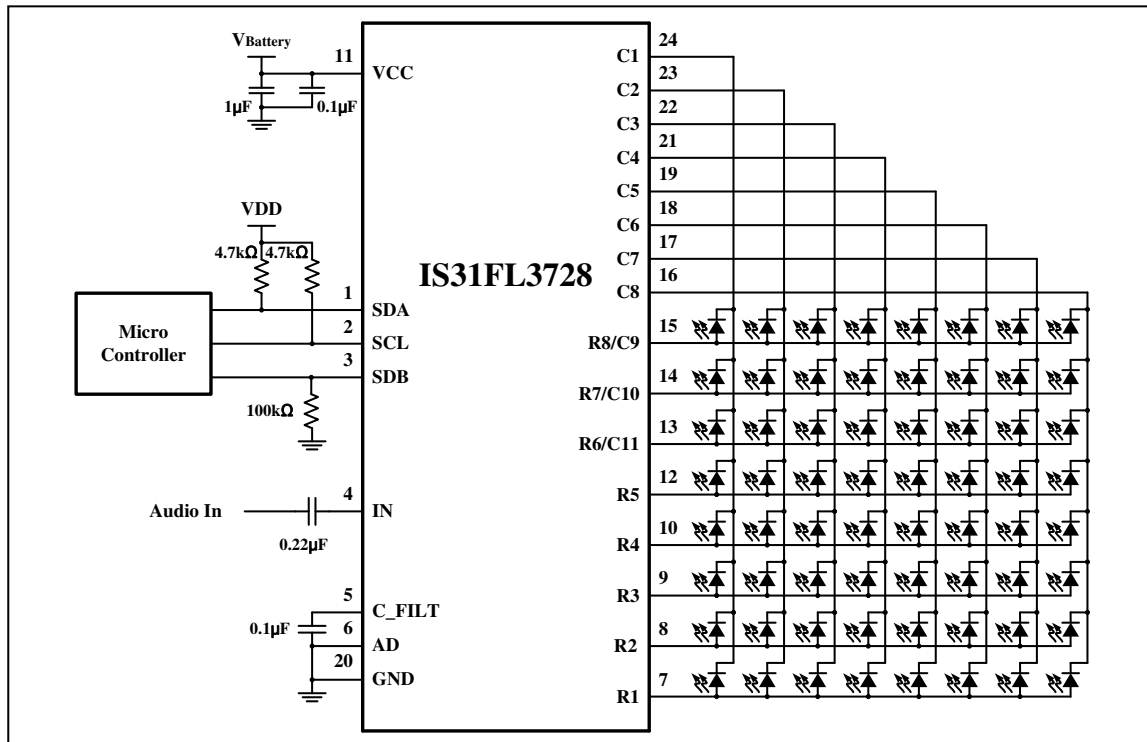 VBattery
11
VCC
1μF
0.1μF
VDD
4.7kΩ
4.7kΩ
Micro
Controller
1
SDA
2
SCL
3
SDB
100kΩ
Audio In
0.22μF
4
IN
5
C_FILT
0.1μF
6
AD
20
GND
IS31FL3728
24
C1
23
C2
22
C3
21
C4
19
C5
18
C6
17
C7
16
C8
15
R8/C9
14
R7/C10
13
R6/C11
12
R5
10
R4
9
R3
8
R2
7
R1